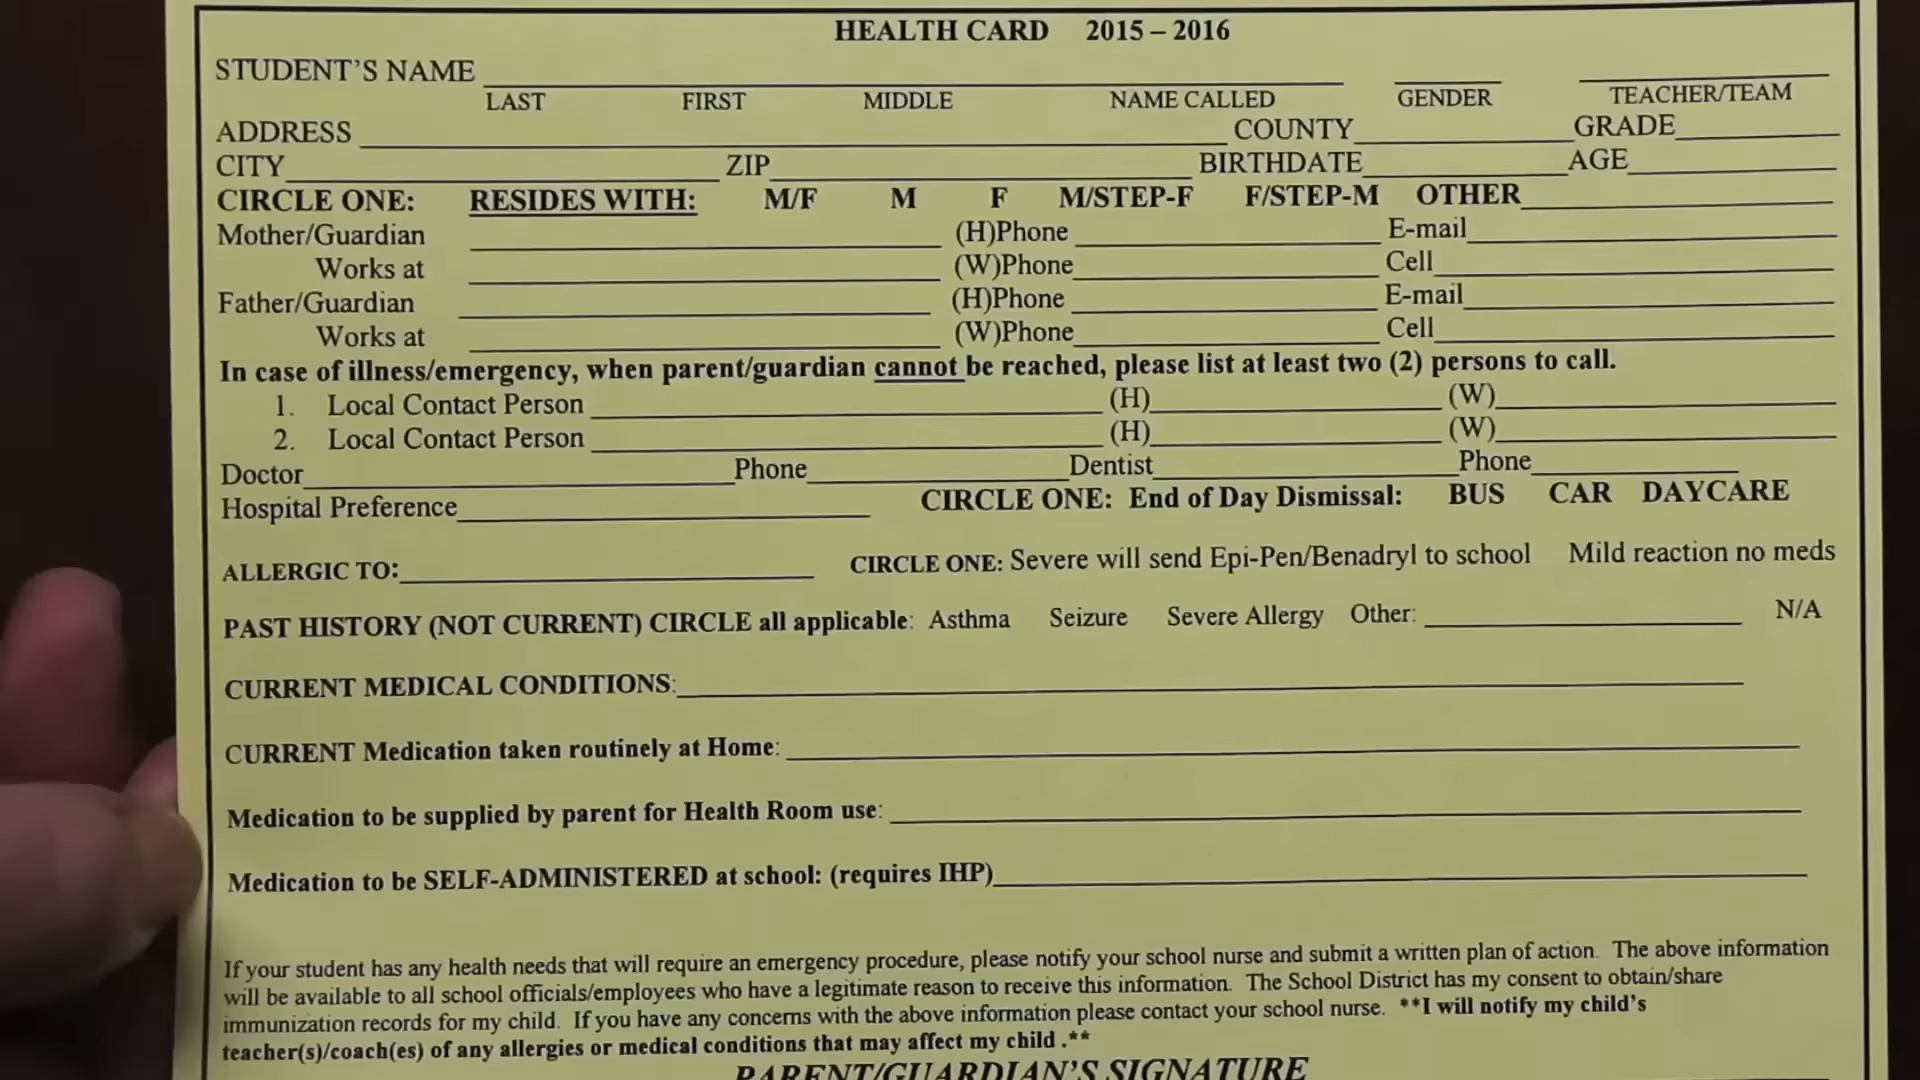 HEALTH CARD 2015 – 2016
STUDENT'S NAME
LAST FIRST MIDDLE NAME CALLED GENDER TEACHER/TEAM
ADDRESS COUNTY GRADE
CITY ZIP BIRTHDATE AGE
CIRCLE ONE: RESIDES WITH: M/F M F M/STEP-F F/STEP-M OTHER
Mother/Guardian (H)Phone E-mail
Works at (W)Phone Cell
Father/Guardian (H)Phone E-mail
Works at (W)Phone Cell
In case of illness/emergency, when parent/guardian cannot be reached, please list at least two (2) persons to call.
1. Local Contact Person (H) (W)
2. Local Contact Person (H) (W)
Doctor Phone Dentist Phone
Hospital Preference CIRCLE ONE: End of Day Dismissal: BUS CAR DAYCARE
ALLERGIC TO: CIRCLE ONE: Severe will send Epi-Pen/Benadryl to school Mild reaction no meds
PAST HISTORY (NOT CURRENT) CIRCLE all applicable: Asthma Seizure Severe Allergy Other: N/A
CURRENT MEDICAL CONDITIONS:
CURRENT Medication taken routinely at Home:
Medication to be supplied by parent for Health Room use:
Medication to be SELF-ADMINISTERED at school: (requires IHP)
If your student has any health needs that will require an emergency procedure, please notify your school nurse and submit a written plan of action. The above information
will be available to all school officials/employees who have a legitimate reason to receive this information. The School District has my consent to obtain/share
immunization records for my child. If you have any concerns with the above information please contact your school nurse. **I will notify my child's
teacher(s)/coach(es) of any allergies or medical conditions that may affect my child .**
PARENT/GUARDIAN'S SIGNATURE